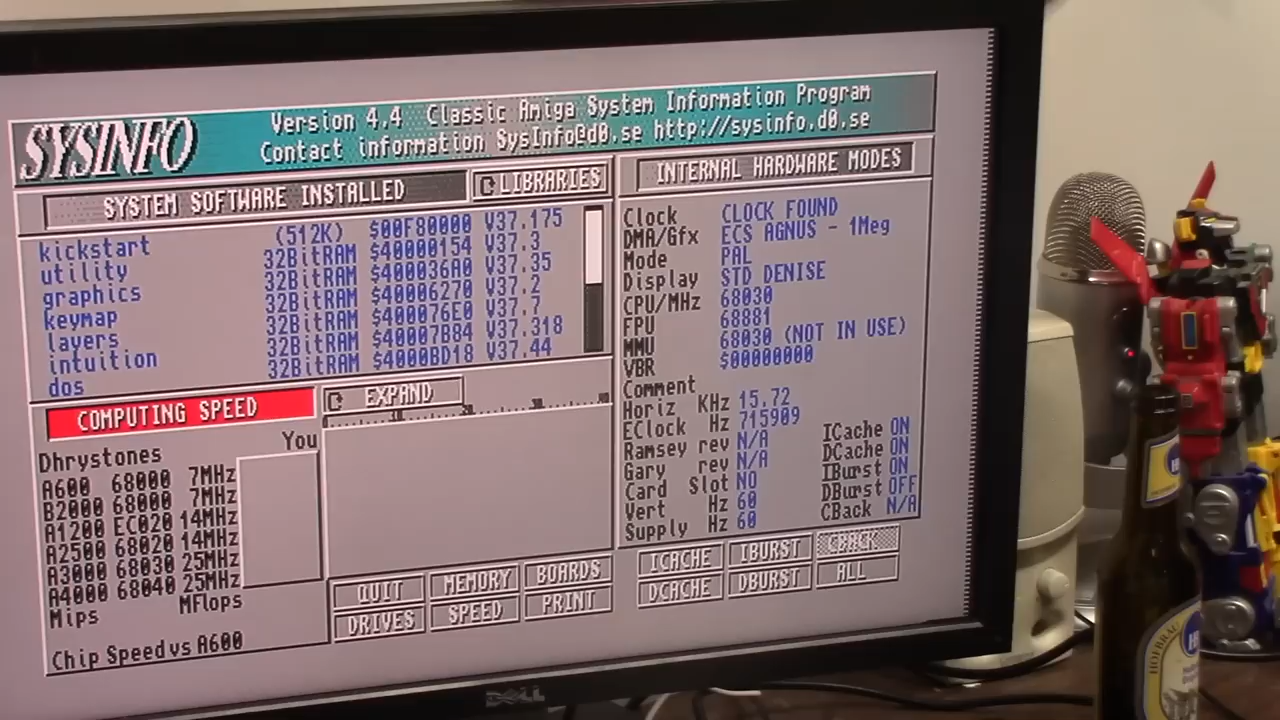 SYSINFO
Version 4.4 Classic Amiga System Information Program
Contact information SysInfo@d0.se http://sysinfo.d0.se
SYSTEM SOFTWARE INSTALLED
LIBRARIES
kickstart (512K) $00F80000 V37.175
utility 32BitRAM $40000154 V37.3
graphics 32BitRAM $400036A0 V37.35
keymap 32BitRAM $40006270 V37.2
layers 32BitRAM $400076E0 V37.7
intuition 32BitRAM $40007B84 V37.318
dos 32BitRAM $4000BD18 V37.44
INTERNAL HARDWARE MODES
Clock CLOCK FOUND
DMA/Gfx ECS AGNUS - 1Meg
Mode PAL
Display STD DENISE
CPU/MHz 68030
FPU 68881
MMU 68030 (NOT IN USE)
VBR $00000000
Comment
Horiz KHz 15.72
EClock Hz 715909
Ramsey rev N/A
Gary rev N/A
Card Slot NO
Vert Hz 60
Supply Hz 60
ICache ON
DCache ON
IBurst ON
DBurst OFF
CBack N/A
COMPUTING SPEED
EXPAND
You
Dhrystones
A600 68000 7MHz
B2000 68000 7MHz
A1200 EC020 14MHz
A2500 68020 14MHz
A3000 68030 25MHz
A4000 68040 25MHz
Mips MFlops
Chip Speed vs A600
QUIT MEMORY BOARDS
DRIVES SPEED PRINT
ICACHE IBURST CBACK
DCACHE DBURST ALL
DELL